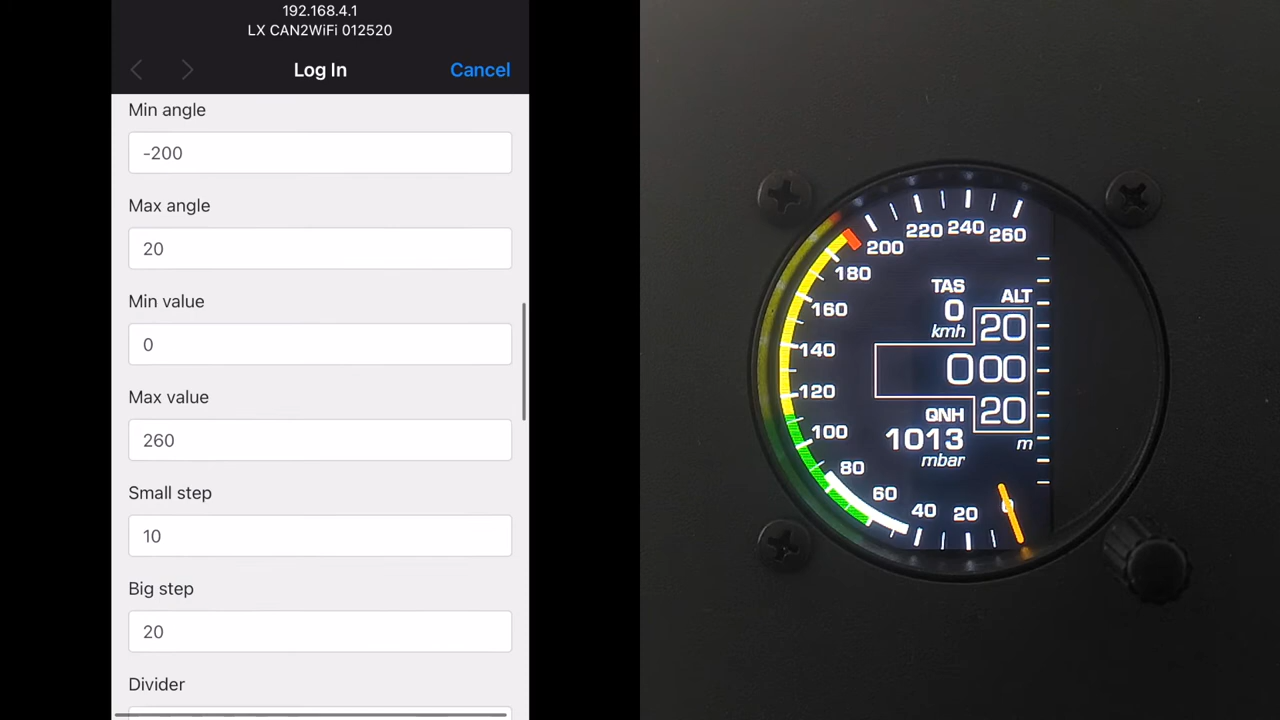 192.168.4.1
LX CAN2WiFi 012520
Log In
Cancel
Min angle
-200
Max angle
20
Min value
0
Max value
260
Small step
10
Big step
20
Divider
220
240
260
200
180
160
140
120
100
80
60
40
20
0
TAS
0
kmh
ALT
20
000
20
m
QNH
1013
mbar